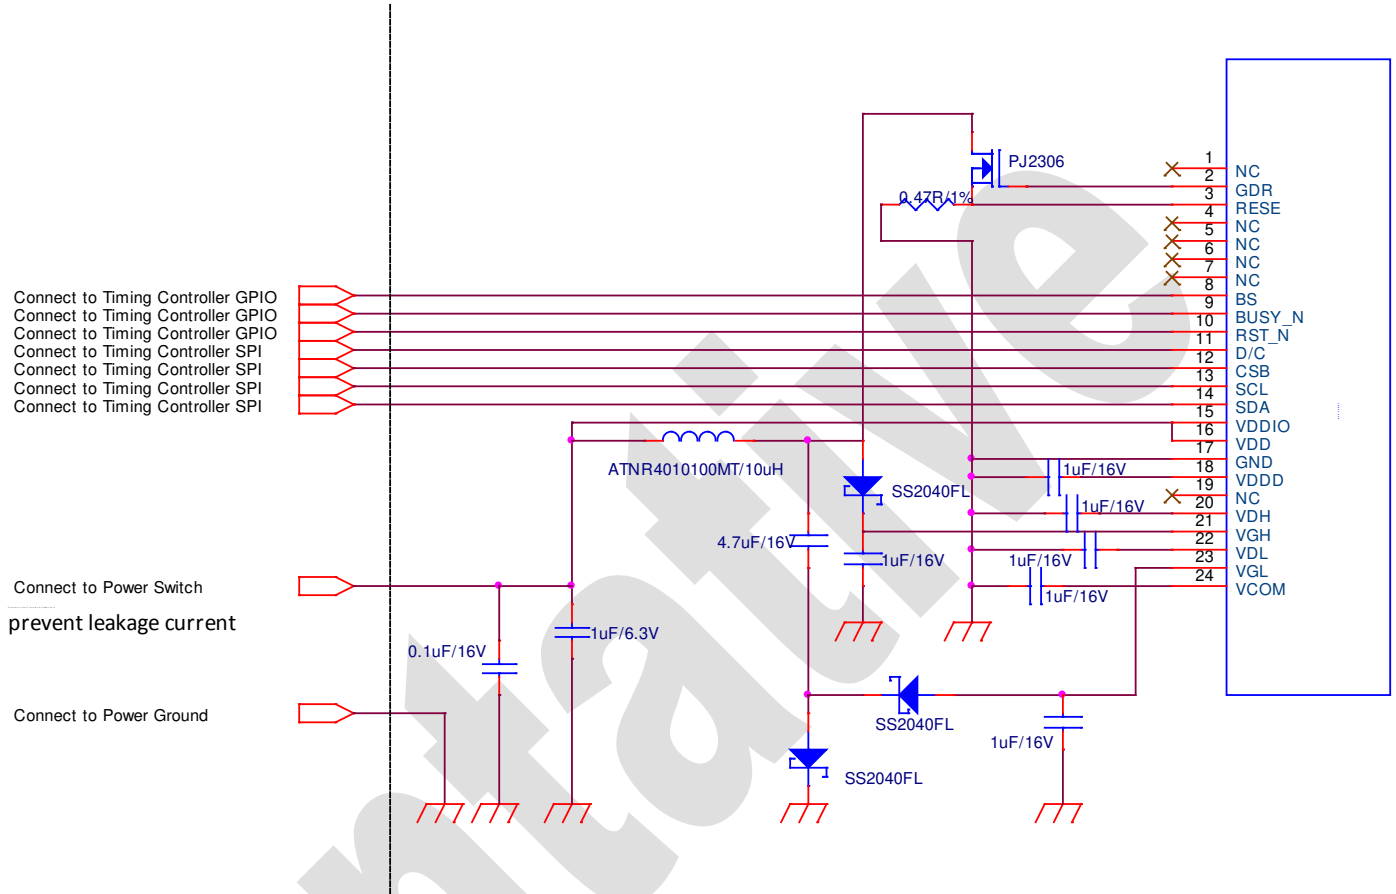 PJ2306
0.47R/1%
1
NC
2
GDR
3
RESE
4
NC
5
NC
6
NC
7
NC
8
BS
9
BUSY_N
10
RST_N
11
D/C
12
CSB
13
SCL
14
SDA
15
VDDIO
16
VDD
17
GND
18
VDDD
19
NC
20
VDH
21
VGH
22
VDL
23
VGL
24
VCOM
Connect to Timing Controller GPIO
Connect to Timing Controller GPIO
Connect to Timing Controller GPIO
Connect to Timing Controller SPI
Connect to Timing Controller SPI
Connect to Timing Controller SPI
Connect to Timing Controller SPI
ATNR4010100MT/10uH
SS2040FL
1uF/16V
1uF/16V
4.7uF/16V
1uF/16V
1uF/16V
1uF/16V
Connect to Power Switch
prevent leakage current
1uF/6.3V
0.1uF/16V
Connect to Power Ground
SS2040FL
1uF/16V
SS2040FL
ntative